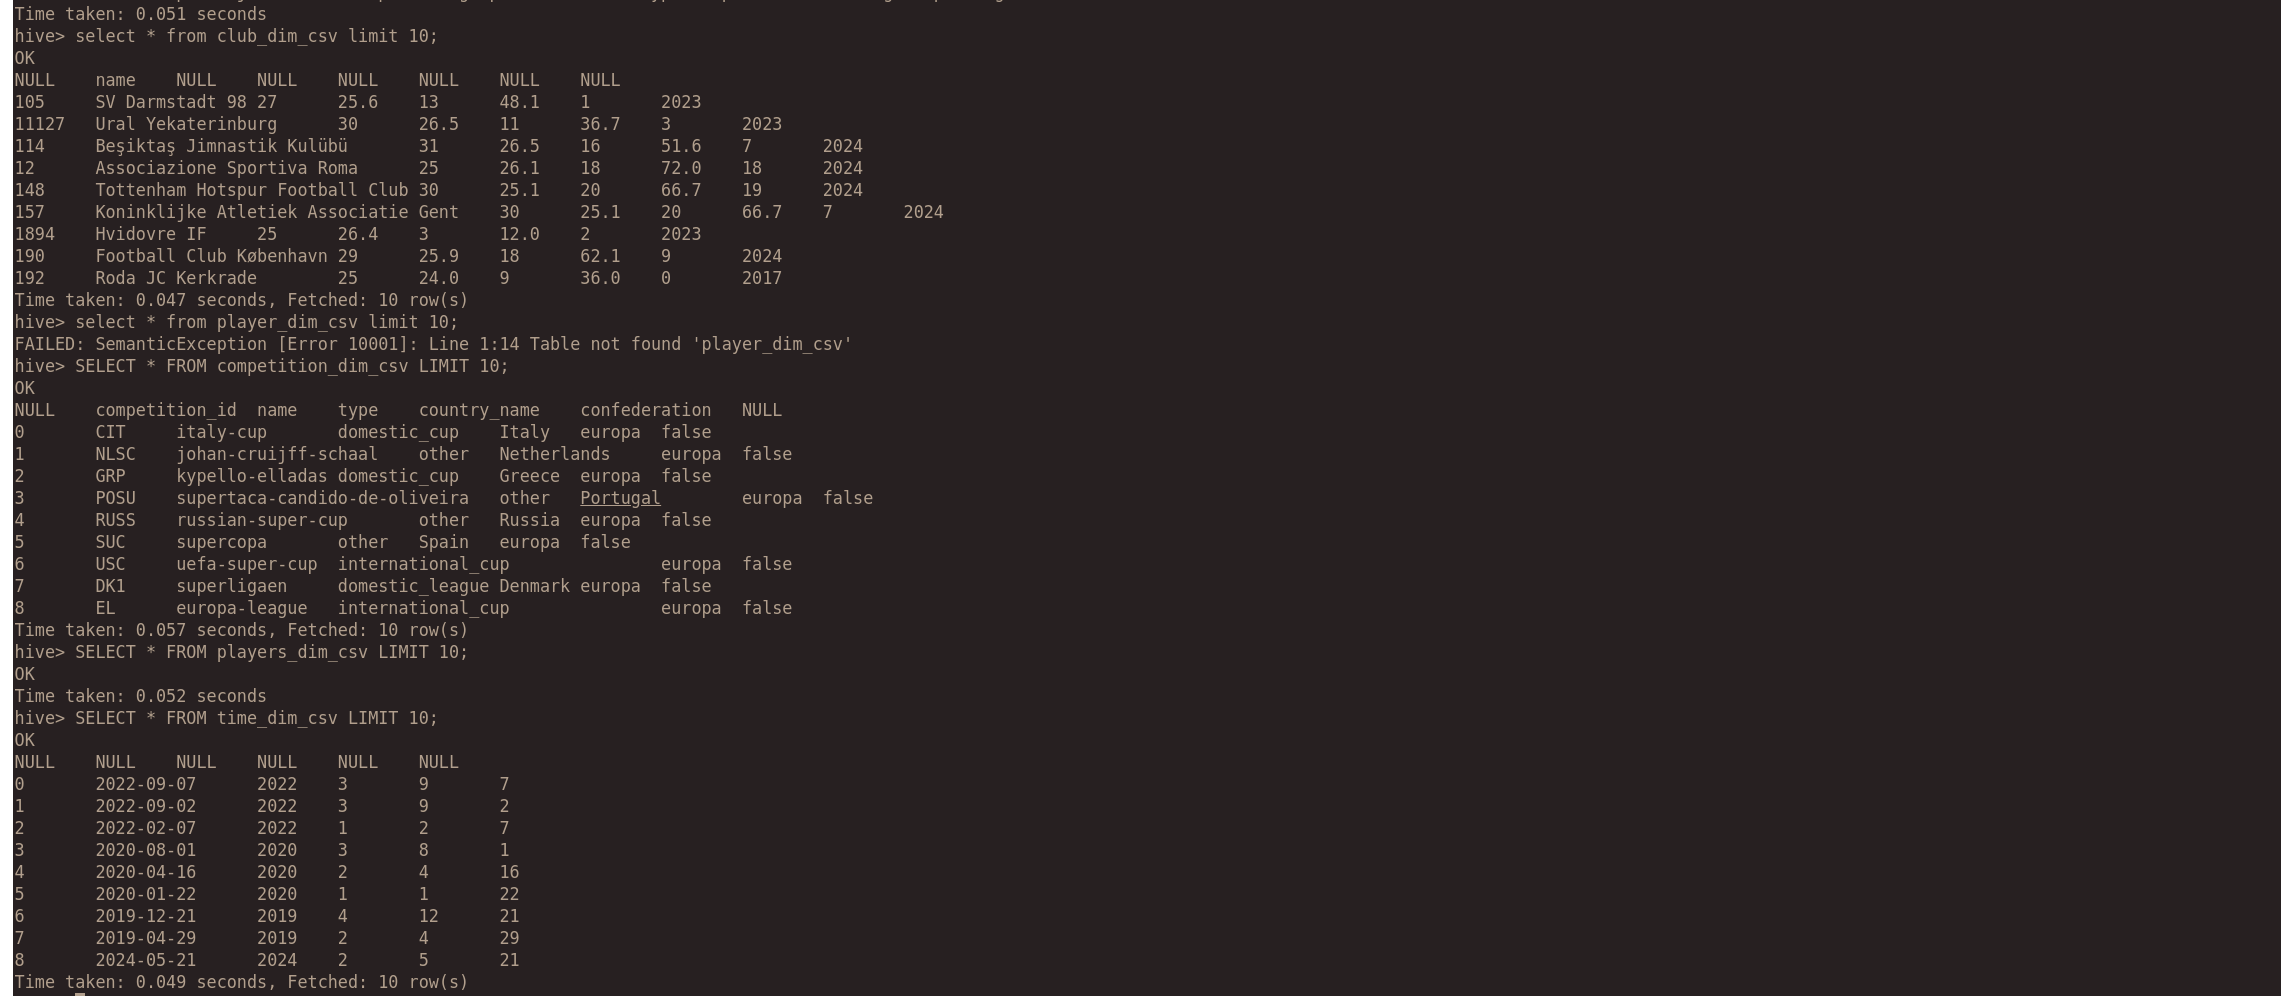 Time taken: 0.051 seconds
hive> select * from club_dim_csv limit 10;
OK
NULL    name    NULL    NULL    NULL    NULL    NULL    NULL
105     SV Darmstadt 98 27      25.6    13      48.1    1       2023
11127   Ural Yekaterinburg      30      26.5    11      36.7    3       2023
114     Beşiktaş Jimnastik Kulübü       31      26.5    16      51.6    7       2024
12      Associazione Sportiva Roma      25      26.1    18      72.0    18      2024
148     Tottenham Hotspur Football Club 30      25.1    20      66.7    19      2024
157     Koninklijke Atletiek Associatie Gent    30      25.1    20      66.7    7       2024
1894    Hvidovre IF     25      26.4    3       12.0    2       2023
190     Football Club København 29      25.9    18      62.1    9       2024
192     Roda JC Kerkrade        25      24.0    9       36.0    0       2017
Time taken: 0.047 seconds, Fetched: 10 row(s)
hive> select * from player_dim_csv limit 10;
FAILED: SemanticException [Error 10001]: Line 1:14 Table not found 'player_dim_csv'
hive> SELECT * FROM competition_dim_csv LIMIT 10;
OK
NULL    competition_id  name    type    country_name    confederation   NULL
0       CIT     italy-cup       domestic_cup    Italy   europa  false
1       NLSC    johan-cruijff-schaal    other   Netherlands     europa  false
2       GRP     kypello-elladas domestic_cup    Greece  europa  false
3       POSU    supertaca-candido-de-oliveira   other   Portugal        europa  false
4       RUSS    russian-super-cup       other   Russia  europa  false
5       SUC     supercopa       other   Spain   europa  false
6       USC     uefa-super-cup  international_cup               europa  false
7       DK1     superligaen     domestic_league Denmark europa  false
8       EL      europa-league   international_cup               europa  false
Time taken: 0.057 seconds, Fetched: 10 row(s)
hive> SELECT * FROM players_dim_csv LIMIT 10;
OK
Time taken: 0.052 seconds
hive> SELECT * FROM time_dim_csv LIMIT 10;
OK
NULL    NULL    NULL    NULL    NULL    NULL
0       2022-09-07      2022    3       9       7
1       2022-09-02      2022    3       9       2
2       2022-02-07      2022    1       2       7
3       2020-08-01      2020    3       8       1
4       2020-04-16      2020    2       4       16
5       2020-01-22      2020    1       1       22
6       2019-12-21      2019    4       12      21
7       2019-04-29      2019    2       4       29
8       2024-05-21      2024    2       5       21
Time taken: 0.049 seconds, Fetched: 10 row(s)